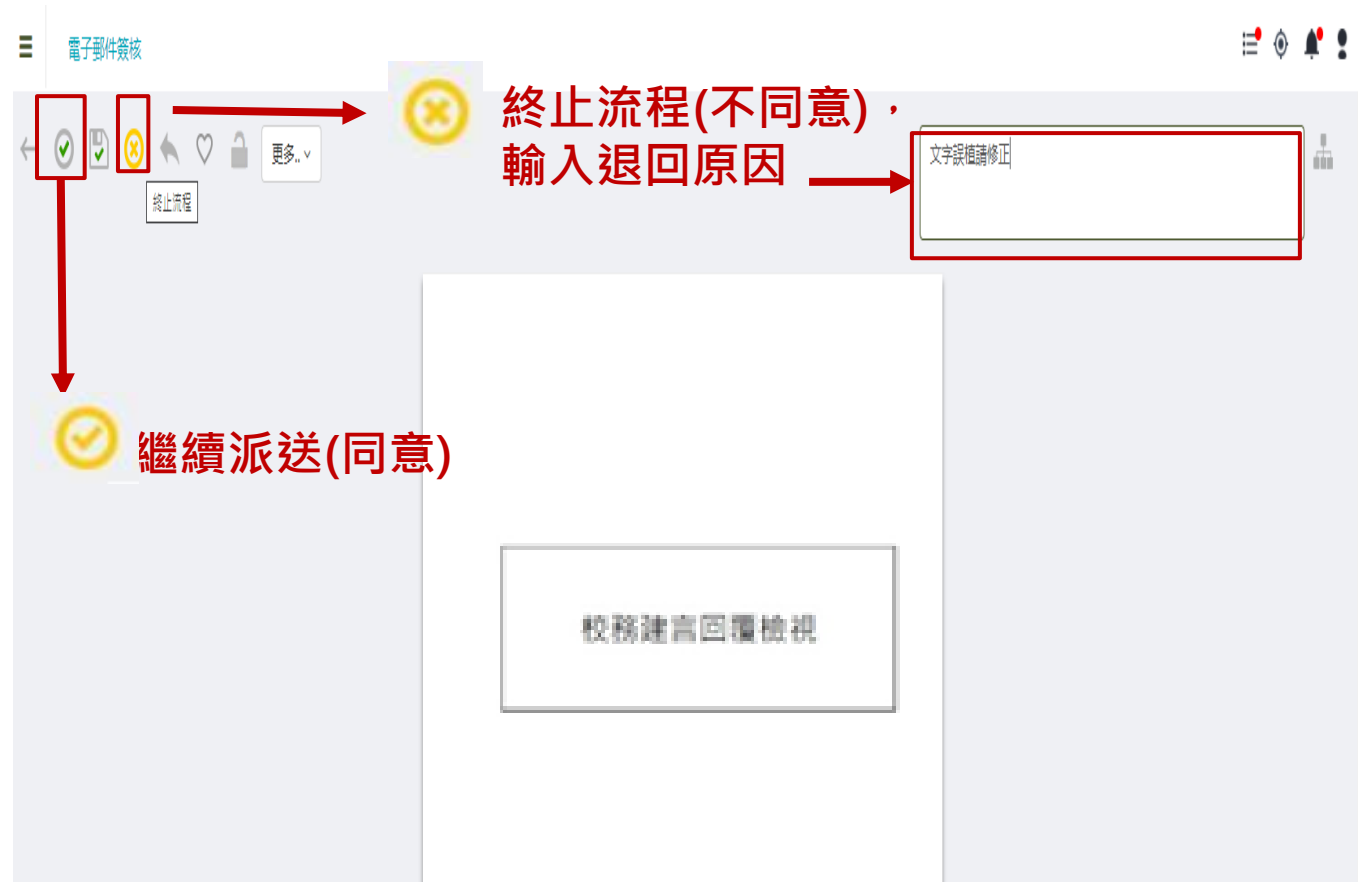 電子郵件簽核
終止流程(不同意)，
輸入退回原因
更多..
文字誤植請修正
終止流程
繼續派送(同意)
校務建言回覆檢視